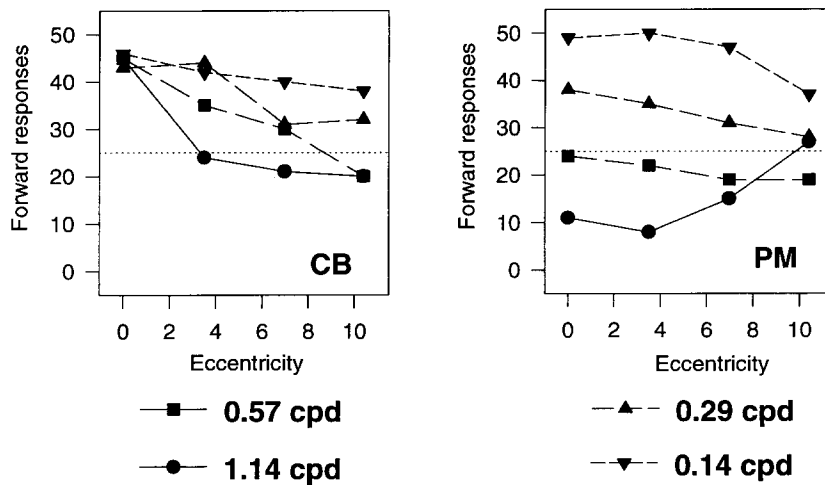 50
40
30
20
10
0
Forward responses
CB
0 2 4 6 8 10
Eccentricity
50
40
30
20
10
0
Forward responses
PM
0 2 4 6 8 10
Eccentricity
0.57 cpd
1.14 cpd
0.29 cpd
0.14 cpd